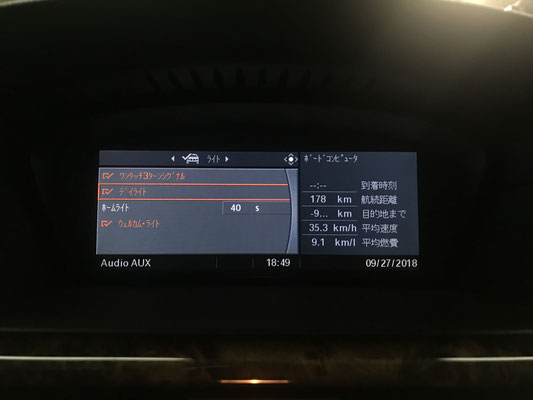 ライト
ワンタッチ3ターンシグナル
デイライト
ホームライト 40 s
ウェルカム・ライト
ボードコンピュータ
--:-- 到着時刻
178 km 航続距離
-9... km 目的地まで
35.3 km/h 平均速度
9.1 km/l 平均燃費
Audio AUX 18:49 09/27/2018